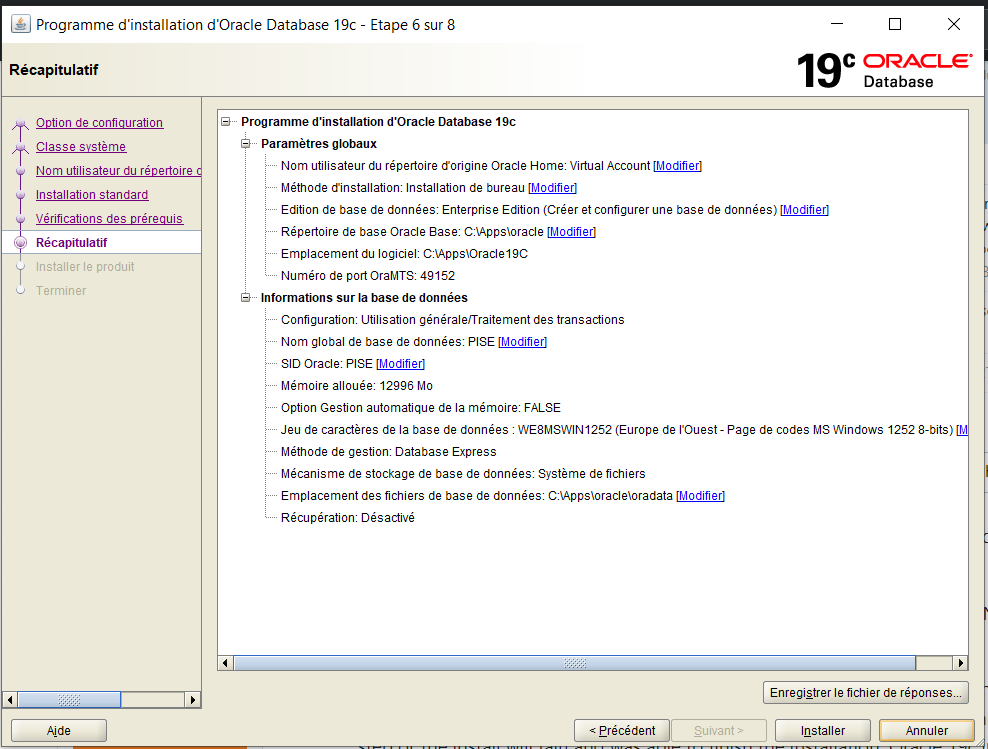 Programme d'installation d'Oracle Database 19c - Etape 6 sur 8
Récapitulatif
19c ORACLE
Database
Option de configuration
Classe système
Nom utilisateur du répertoire
Installation standard
Vérifications des prérequis
Récapitulatif
Installer le produit
Terminer
Programme d'installation d'Oracle Database 19c
Paramètres globaux
Nom utilisateur du répertoire d'origine Oracle Home: Virtual Account [Modifier]
Méthode d'installation: Installation de bureau [Modifier]
Edition de base de données: Enterprise Edition (Créer et configurer une base de données) [Modifier]
Répertoire de base Oracle Base: C:\Apps\oracle [Modifier]
Emplacement du logiciel: C:\Apps\Oracle19C
Numéro de port OraMTS: 49152
Informations sur la base de données
Configuration: Utilisation générale/Traitement des transactions
Nom global de base de données: PISE [Modifier]
SID Oracle: PISE [Modifier]
Mémoire allouée: 12996 Mo
Option Gestion automatique de la mémoire: FALSE
Jeu de caractères de la base de données : WE8MSWIN1252 (Europe de l'Ouest - Page de codes MS Windows 1252 8-bits) [M
Méthode de gestion: Database Express
Mécanisme de stockage de base de données: Système de fichiers
Emplacement des fichiers de base de données: C:\Apps\oracle\oradata [Modifier]
Récupération: Désactivé
Enregistrer le fichier de réponses...
Aide
< Précédent
Suivant >
Installer
Annuler